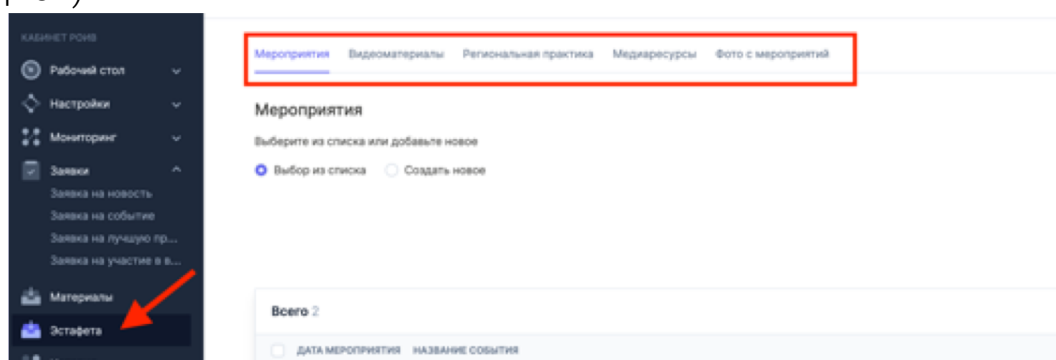 КАБИНЕТ РОИВ
Рабочий стол
Настройки
Мониторинг
Заявки
Заявка на новость
Заявка на событие
Заявка на лучшую пр...
Заявка на участие в в...
Материалы
Эстафета
Мероприятия Видеоматериалы Региональная практика Медиаресурсы Фото с мероприятий
Мероприятия
Выберите из списка или добавьте новое
Выбор из списка Создать новое
Всего 2
ДАТА МЕРОПРИЯТИЯ НАЗВАНИЕ СОБЫТИЯ